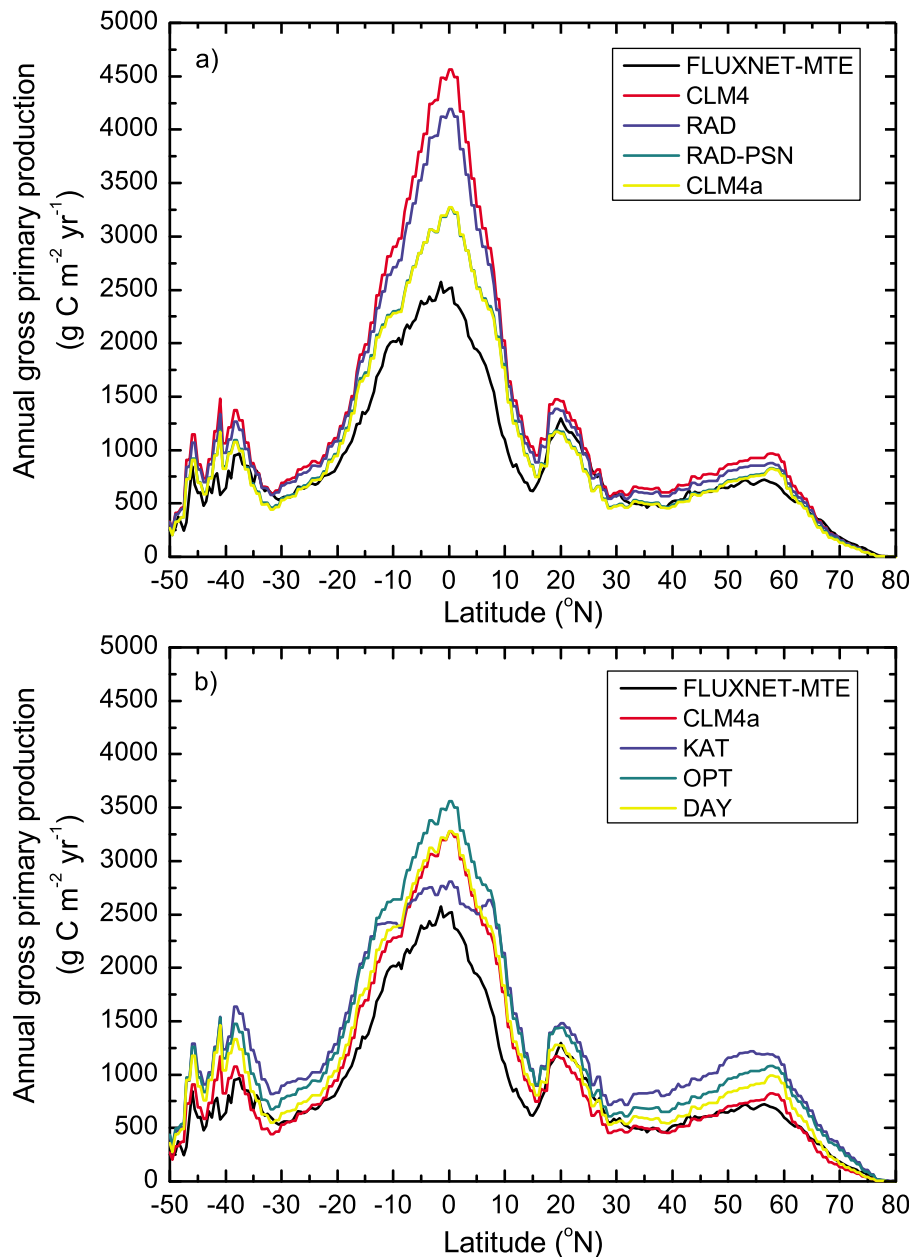 a)
FLUXNET-MTE
CLM4
RAD
RAD-PSN
CLM4a
Annual gross primary production
(g C m-2 yr-1)
5000
4500
4000
3500
3000
2500
2000
1500
1000
500
0
-50 -40 -30 -20 -10 0 10 20 30 40 50 60 70 80
Latitude (oN)
b)
FLUXNET-MTE
CLM4a
KAT
OPT
DAY
Annual gross primary production
(g C m-2 yr-1)
5000
4500
4000
3500
3000
2500
2000
1500
1000
500
0
-50 -40 -30 -20 -10 0 10 20 30 40 50 60 70 80
Latitude (oN)